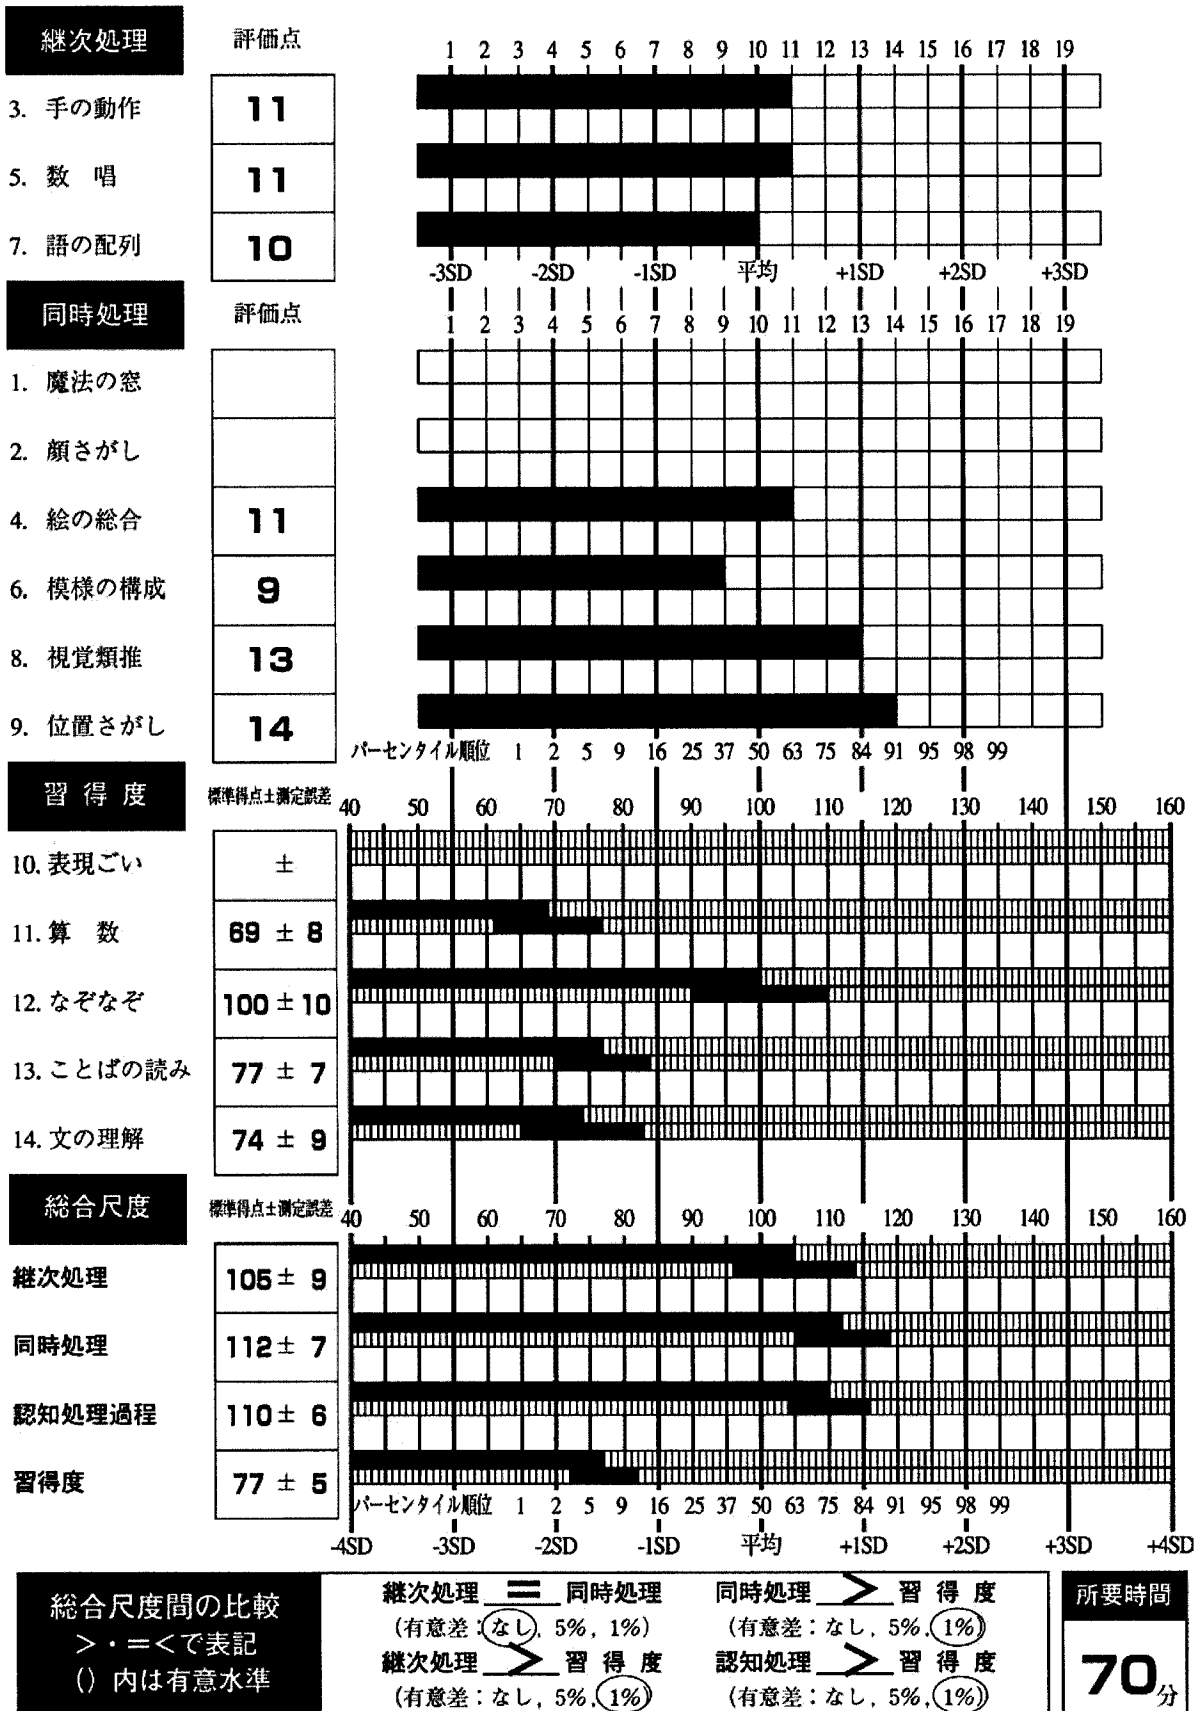 継次処理 評価点
1 2 3 4 5 6 7 8 9 10 11 12 13 14 15 16 17 18 19
3. 手の動作 11
5. 数 唱 11
7. 語の配列 10
-3SD -2SD -1SD 平均 +1SD +2SD +3SD
同時処理 評価点
1 2 3 4 5 6 7 8 9 10 11 12 13 14 15 16 17 18 19
1. 魔法の窓
2. 顔さがし
4. 絵の総合 11
6. 模様の構成 9
8. 視覚類推 13
9. 位置さがし 14
パーセンタイル順位 1 2 5 9 16 25 37 50 63 75 84 91 95 98 99
習得度 標準得点±測定誤差 40 50 60 70 80 90 100 110 120 130 140 150 160
10. 表現ごい ±
11. 算 数 69 ± 8
12. なぞなぞ 100 ± 10
13. ことばの読み 77 ± 7
14. 文の理解 74 ± 9
総合尺度 標準得点±測定誤差 40 50 60 70 80 90 100 110 120 130 140 150 160
継次処理 105 ± 9
同時処理 112 ± 7
認知処理過程 110 ± 6
習得度 77 ± 5
パーセンタイル順位 1 2 5 9 16 25 37 50 63 75 84 91 95 98 99
-4SD -3SD -2SD -1SD 平均 +1SD +2SD +3SD +4SD
総合尺度間の比較
>・=<で表記
() 内は有意水準
継次処理 = 同時処理 同時処理 > 習得度
(有意差：なし, 5%, 1%) (有意差：なし, 5%, 1%)
継次処理 > 習得度 認知処理 > 習得度
(有意差：なし, 5%, 1%) (有意差：なし, 5%, 1%)
所要時間
70分